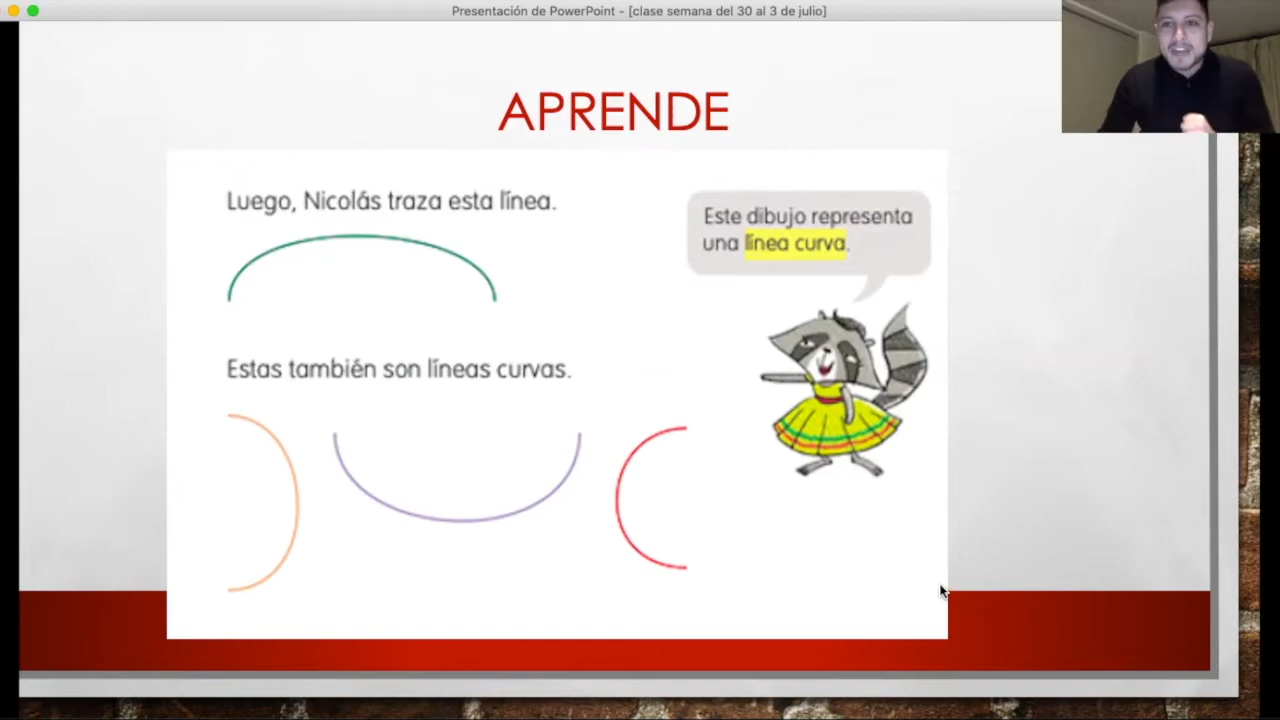 Presentación de PowerPoint - [clase semana del 30 al 3 de julio]
APRENDE
Luego, Nicolás traza esta línea.
Este dibujo representa
una línea curva.
Estas también son líneas curvas.